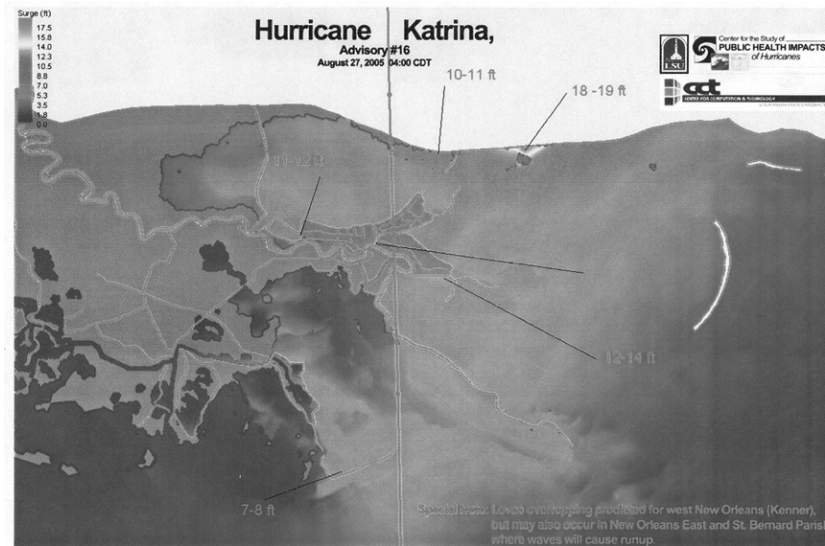 Surge (ft)
17.5
15.8
14.0
12.3
10.5
8.8
7.0
5.3
3.5
1.8
0.0
Hurricane Katrina,
Advisory #16
August 27, 2005 04:00 CDT
LSU
Center for the Study of
PUBLIC HEALTH IMPACTS
of Hurricanes
cct
CENTER FOR COMPUTATION & TECHNOLOGY
10-11 ft
18 -19 ft
11-12 ft
12-14 ft
7-8 ft
Special Note: Levee overtopping predicted for west New Orleans (Kenner),
but may also occur in New Orleans East and St. Bernard Parish
where waves will cause runup.